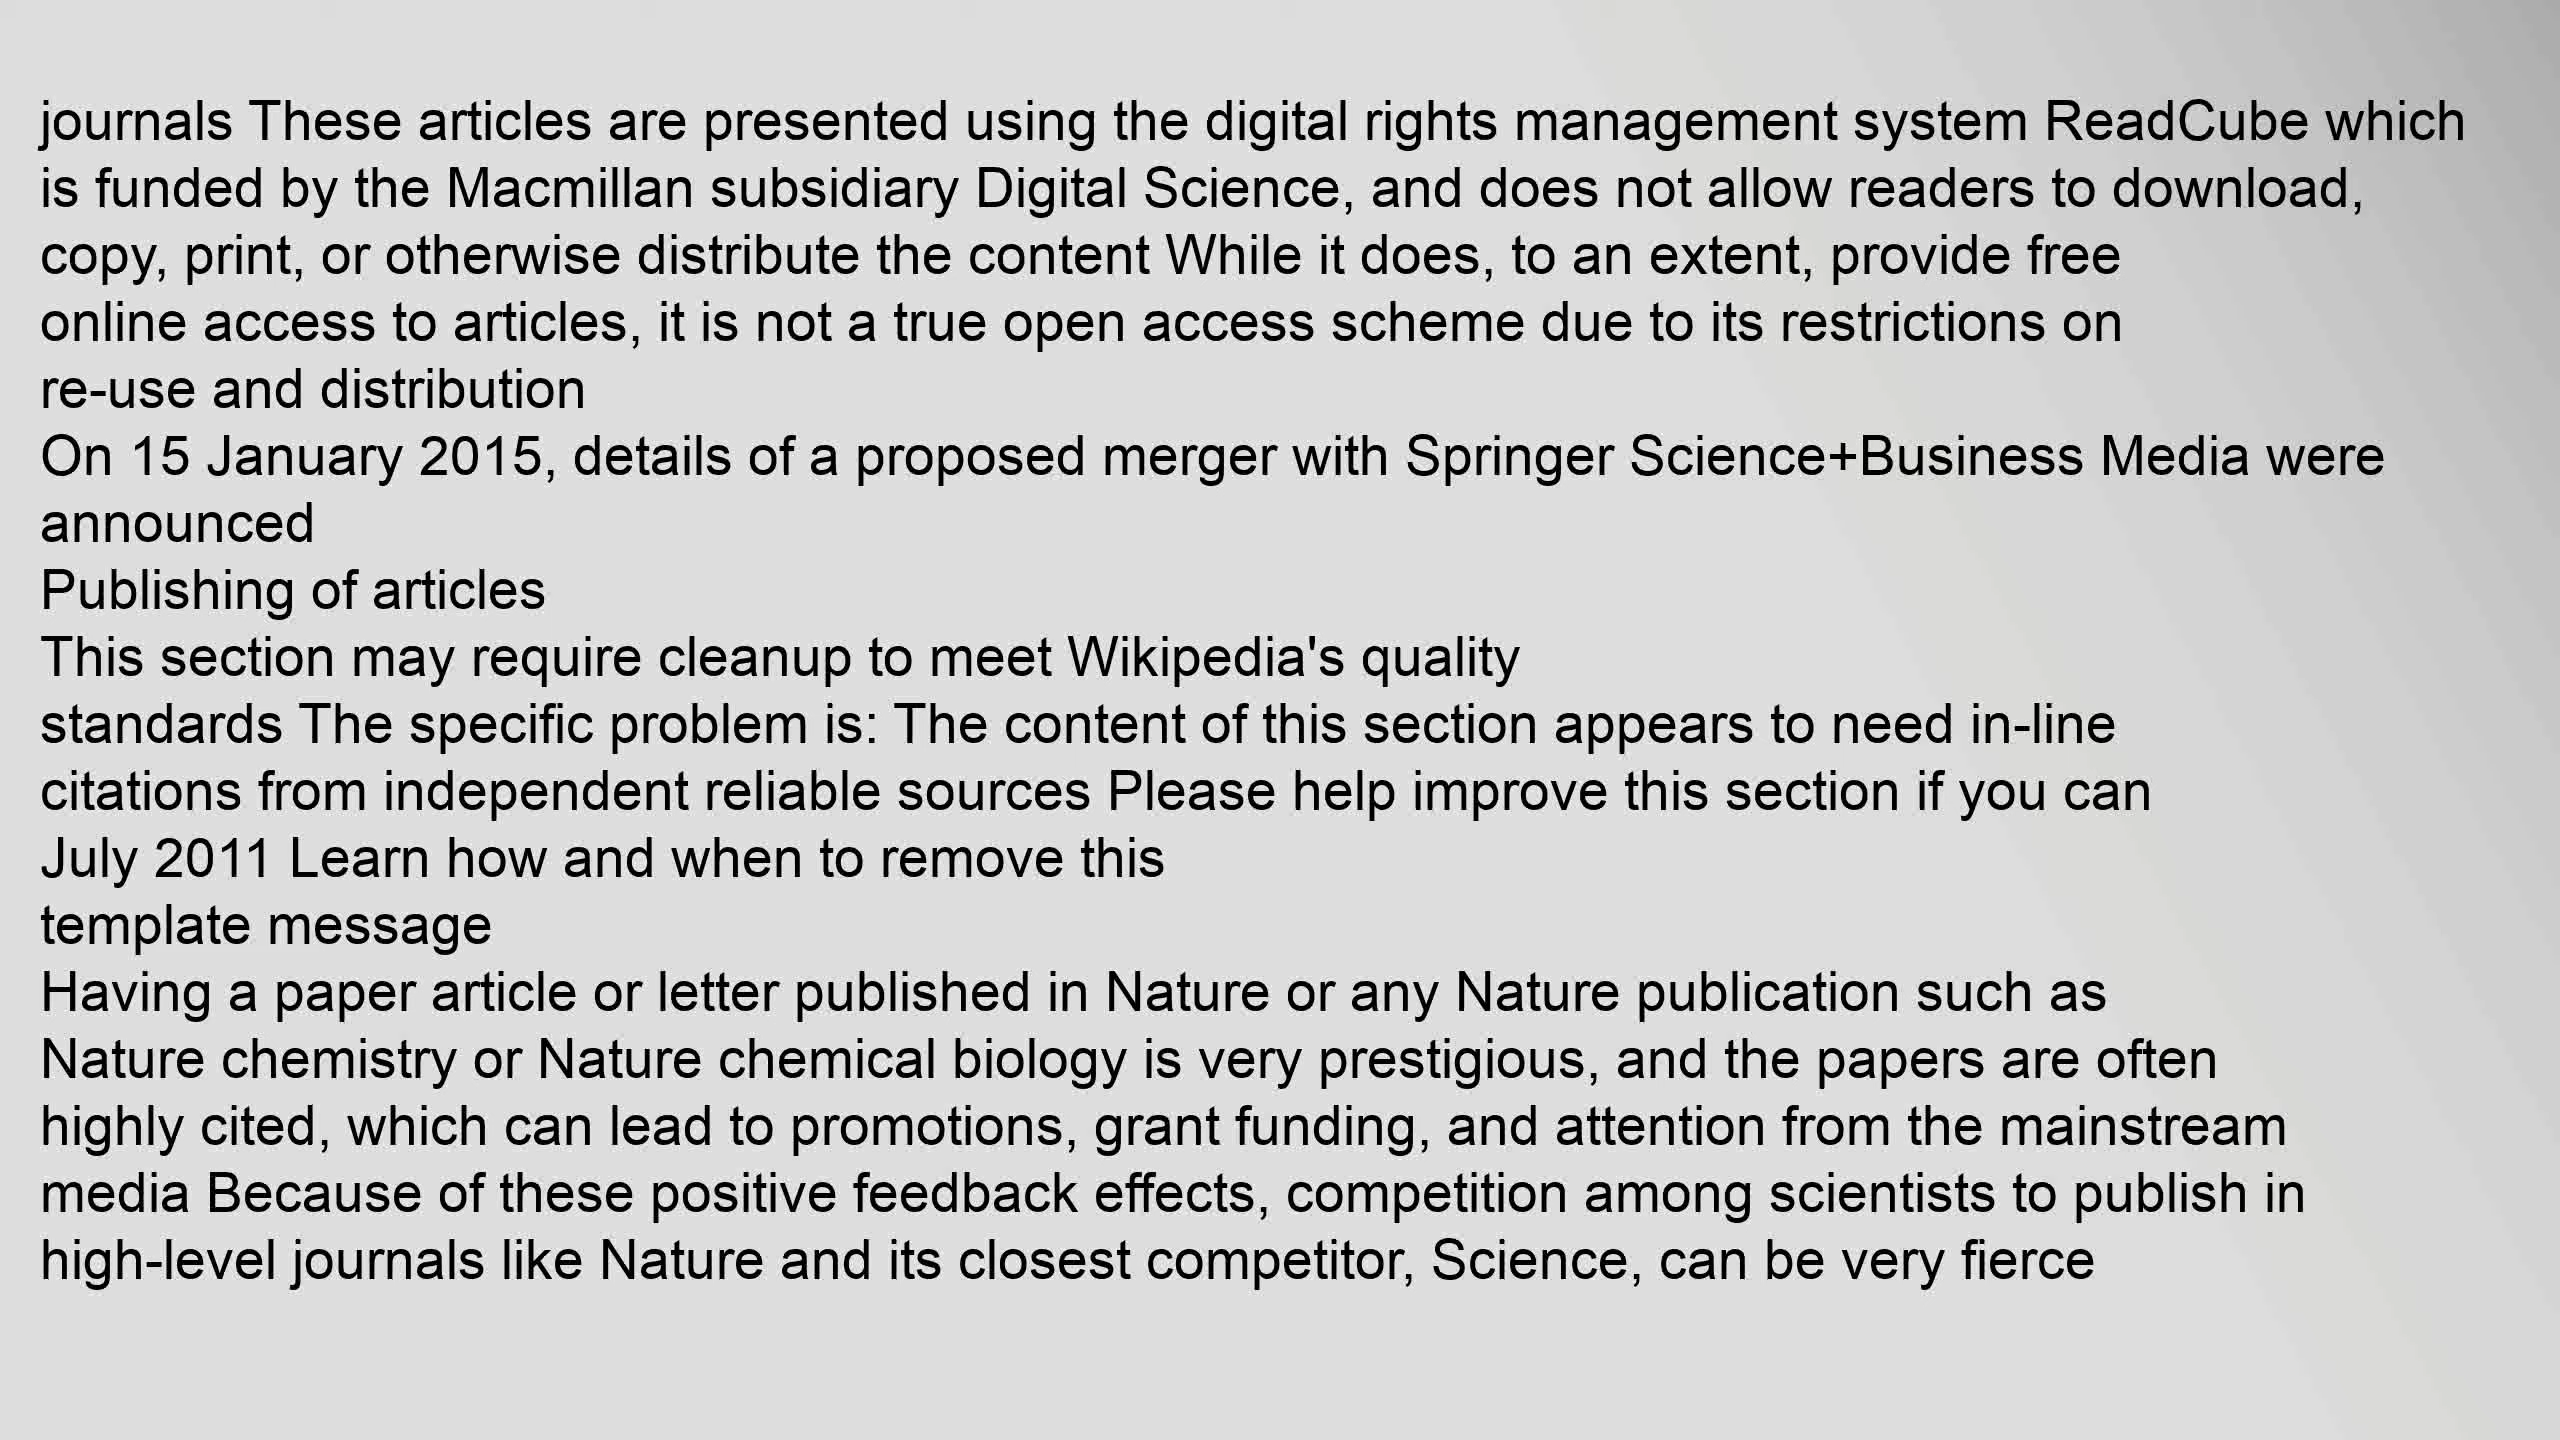 journals These articles are presented using the digital rights management system ReadCube which
is funded by the Macmillan subsidiary Digital Science, and does not allow readers to download,
copy, print, or otherwise distribute the content While it does, to an extent, provide free
online access to articles, it is not a true open access scheme due to its restrictions on
re-use and distribution
On 15 January 2015, details of a proposed merger with Springer Science+Business Media were
announced
Publishing of articles
This section may require cleanup to meet Wikipedia's quality
standards The specific problem is: The content of this section appears to need in-line
citations from independent reliable sources Please help improve this section if you can
July 2011 Learn how and when to remove this
template message
Having a paper article or letter published in Nature or any Nature publication such as
Nature chemistry or Nature chemical biology is very prestigious, and the papers are often
highly cited, which can lead to promotions, grant funding, and attention from the mainstream
media Because of these positive feedback effects, competition among scientists to publish in
high-level journals like Nature and its closest competitor, Science, can be very fierce